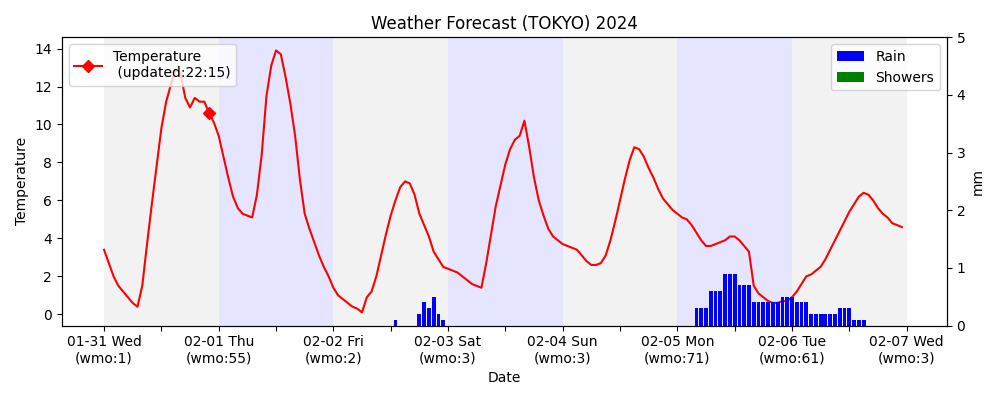 Weather Forecast (TOKYO) 2024
Temperature
(updated:22:15)
Rain
Showers
14
12
10
8
6
4
2
0
Temperature
5
4
3
2
1
0
mm
01-31 Wed
(wmo:1)
02-01 Thu
(wmo:55)
02-02 Fri
(wmo:2)
02-03 Sat
(wmo:3)
02-04 Sun
(wmo:3)
02-05 Mon
(wmo:71)
02-06 Tue
(wmo:61)
02-07 Wed
(wmo:3)
Date